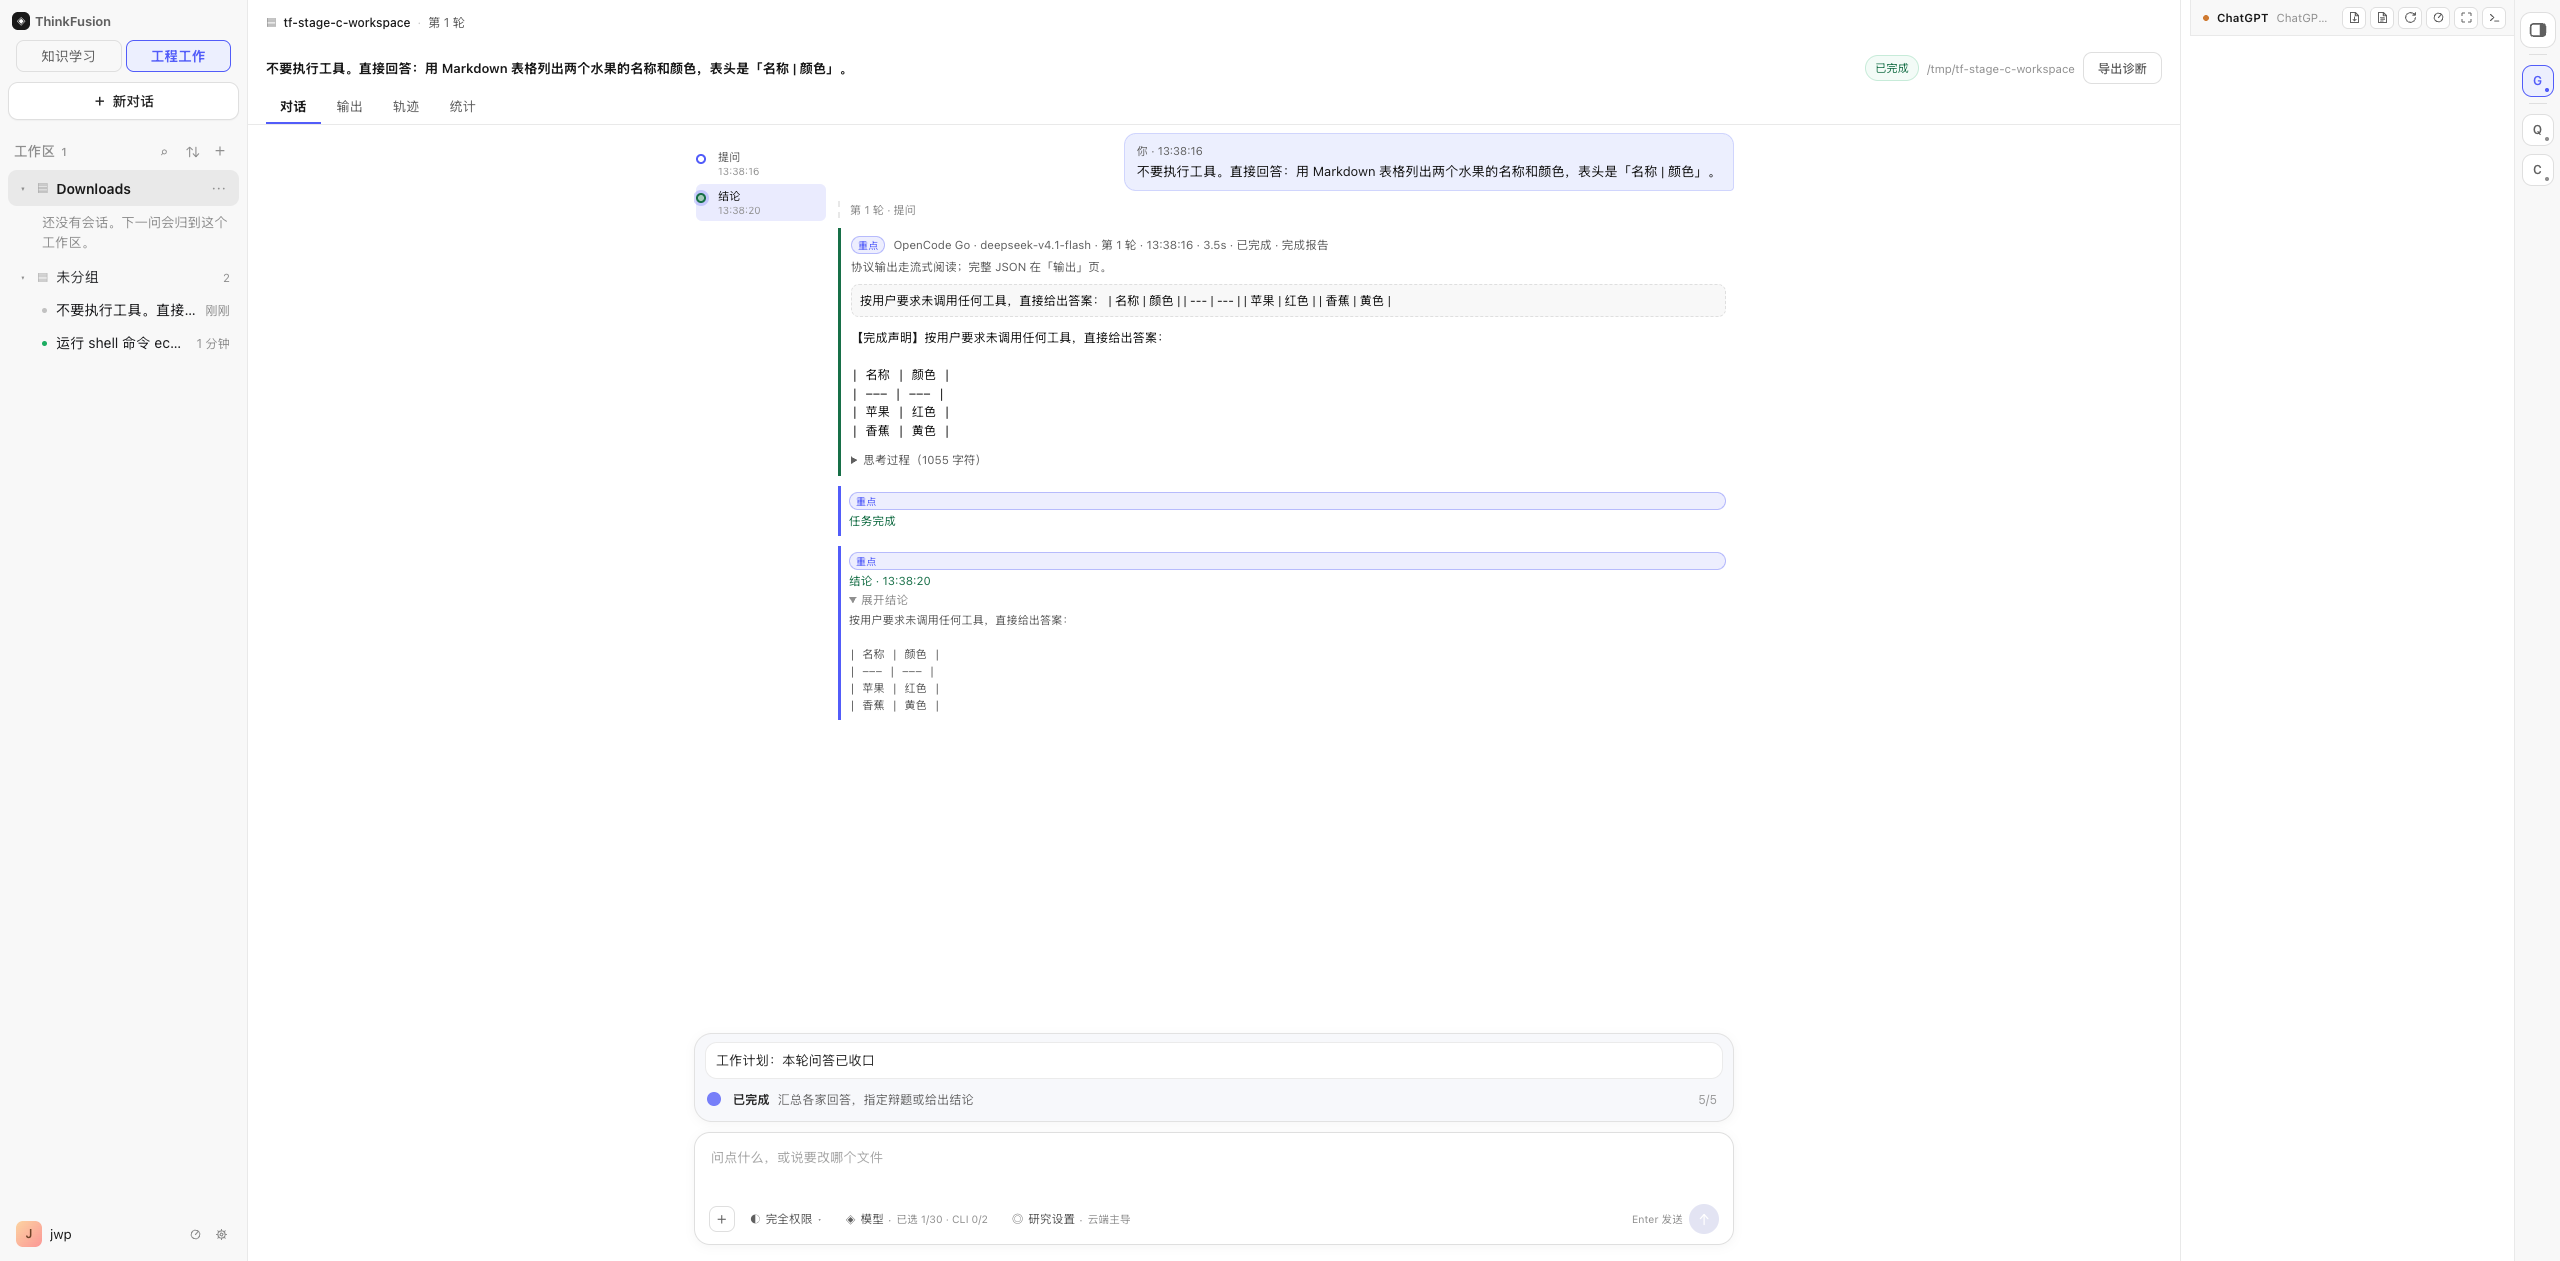 ThinkFusion
知识学习
工程工作
+ 新对话
工作区 1
Downloads
还没有会话。下一问会归到这个
工作区。
未分组 2
不要执行工具。直接... 刚刚
运行 shell 命令 ec... 1 分钟
J jwp
tf-stage-c-workspace · 第 1 轮
不要执行工具。直接回答：用 Markdown 表格列出两个水果的名称和颜色，表头是「名称 | 颜色」。
已完成 /tmp/tf-stage-c-workspace 导出诊断
对话 输出 轨迹 统计
提问
13:38:16
结论
13:38:20
你 · 13:38:16
不要执行工具。直接回答：用 Markdown 表格列出两个水果的名称和颜色，表头是「名称 | 颜色」。
第 1 轮 · 提问
重点 OpenCode Go · deepseek-v4.1-flash · 第 1 轮 · 13:38:16 · 3.5s · 已完成 · 完成报告
协议输出走流式阅读；完整 JSON 在「输出」页。
按用户要求未调用任何工具，直接给出答案： | 名称 | 颜色 | | --- | --- | | 苹果 | 红色 | | 香蕉 | 黄色 |
【完成声明】按用户要求未调用任何工具，直接给出答案：
| 名称 | 颜色 |
| --- | --- |
| 苹果 | 红色 |
| 香蕉 | 黄色 |
思考过程（1055 字符）
重点
任务完成
重点
结论 · 13:38:20
展开结论
按用户要求未调用任何工具，直接给出答案：
| 名称 | 颜色 |
| --- | --- |
| 苹果 | 红色 |
| 香蕉 | 黄色 |
工作计划：本轮问答已收口
已完成 汇总各家回答，指定辩题或给出结论 5/5
问点什么，或说要改哪个文件
+ 完全权限 · 模型 · 已选 1/30 · CLI 0/2 研究设置 · 云端主导 Enter 发送
ChatGPT ChatGP...
G
Q
C